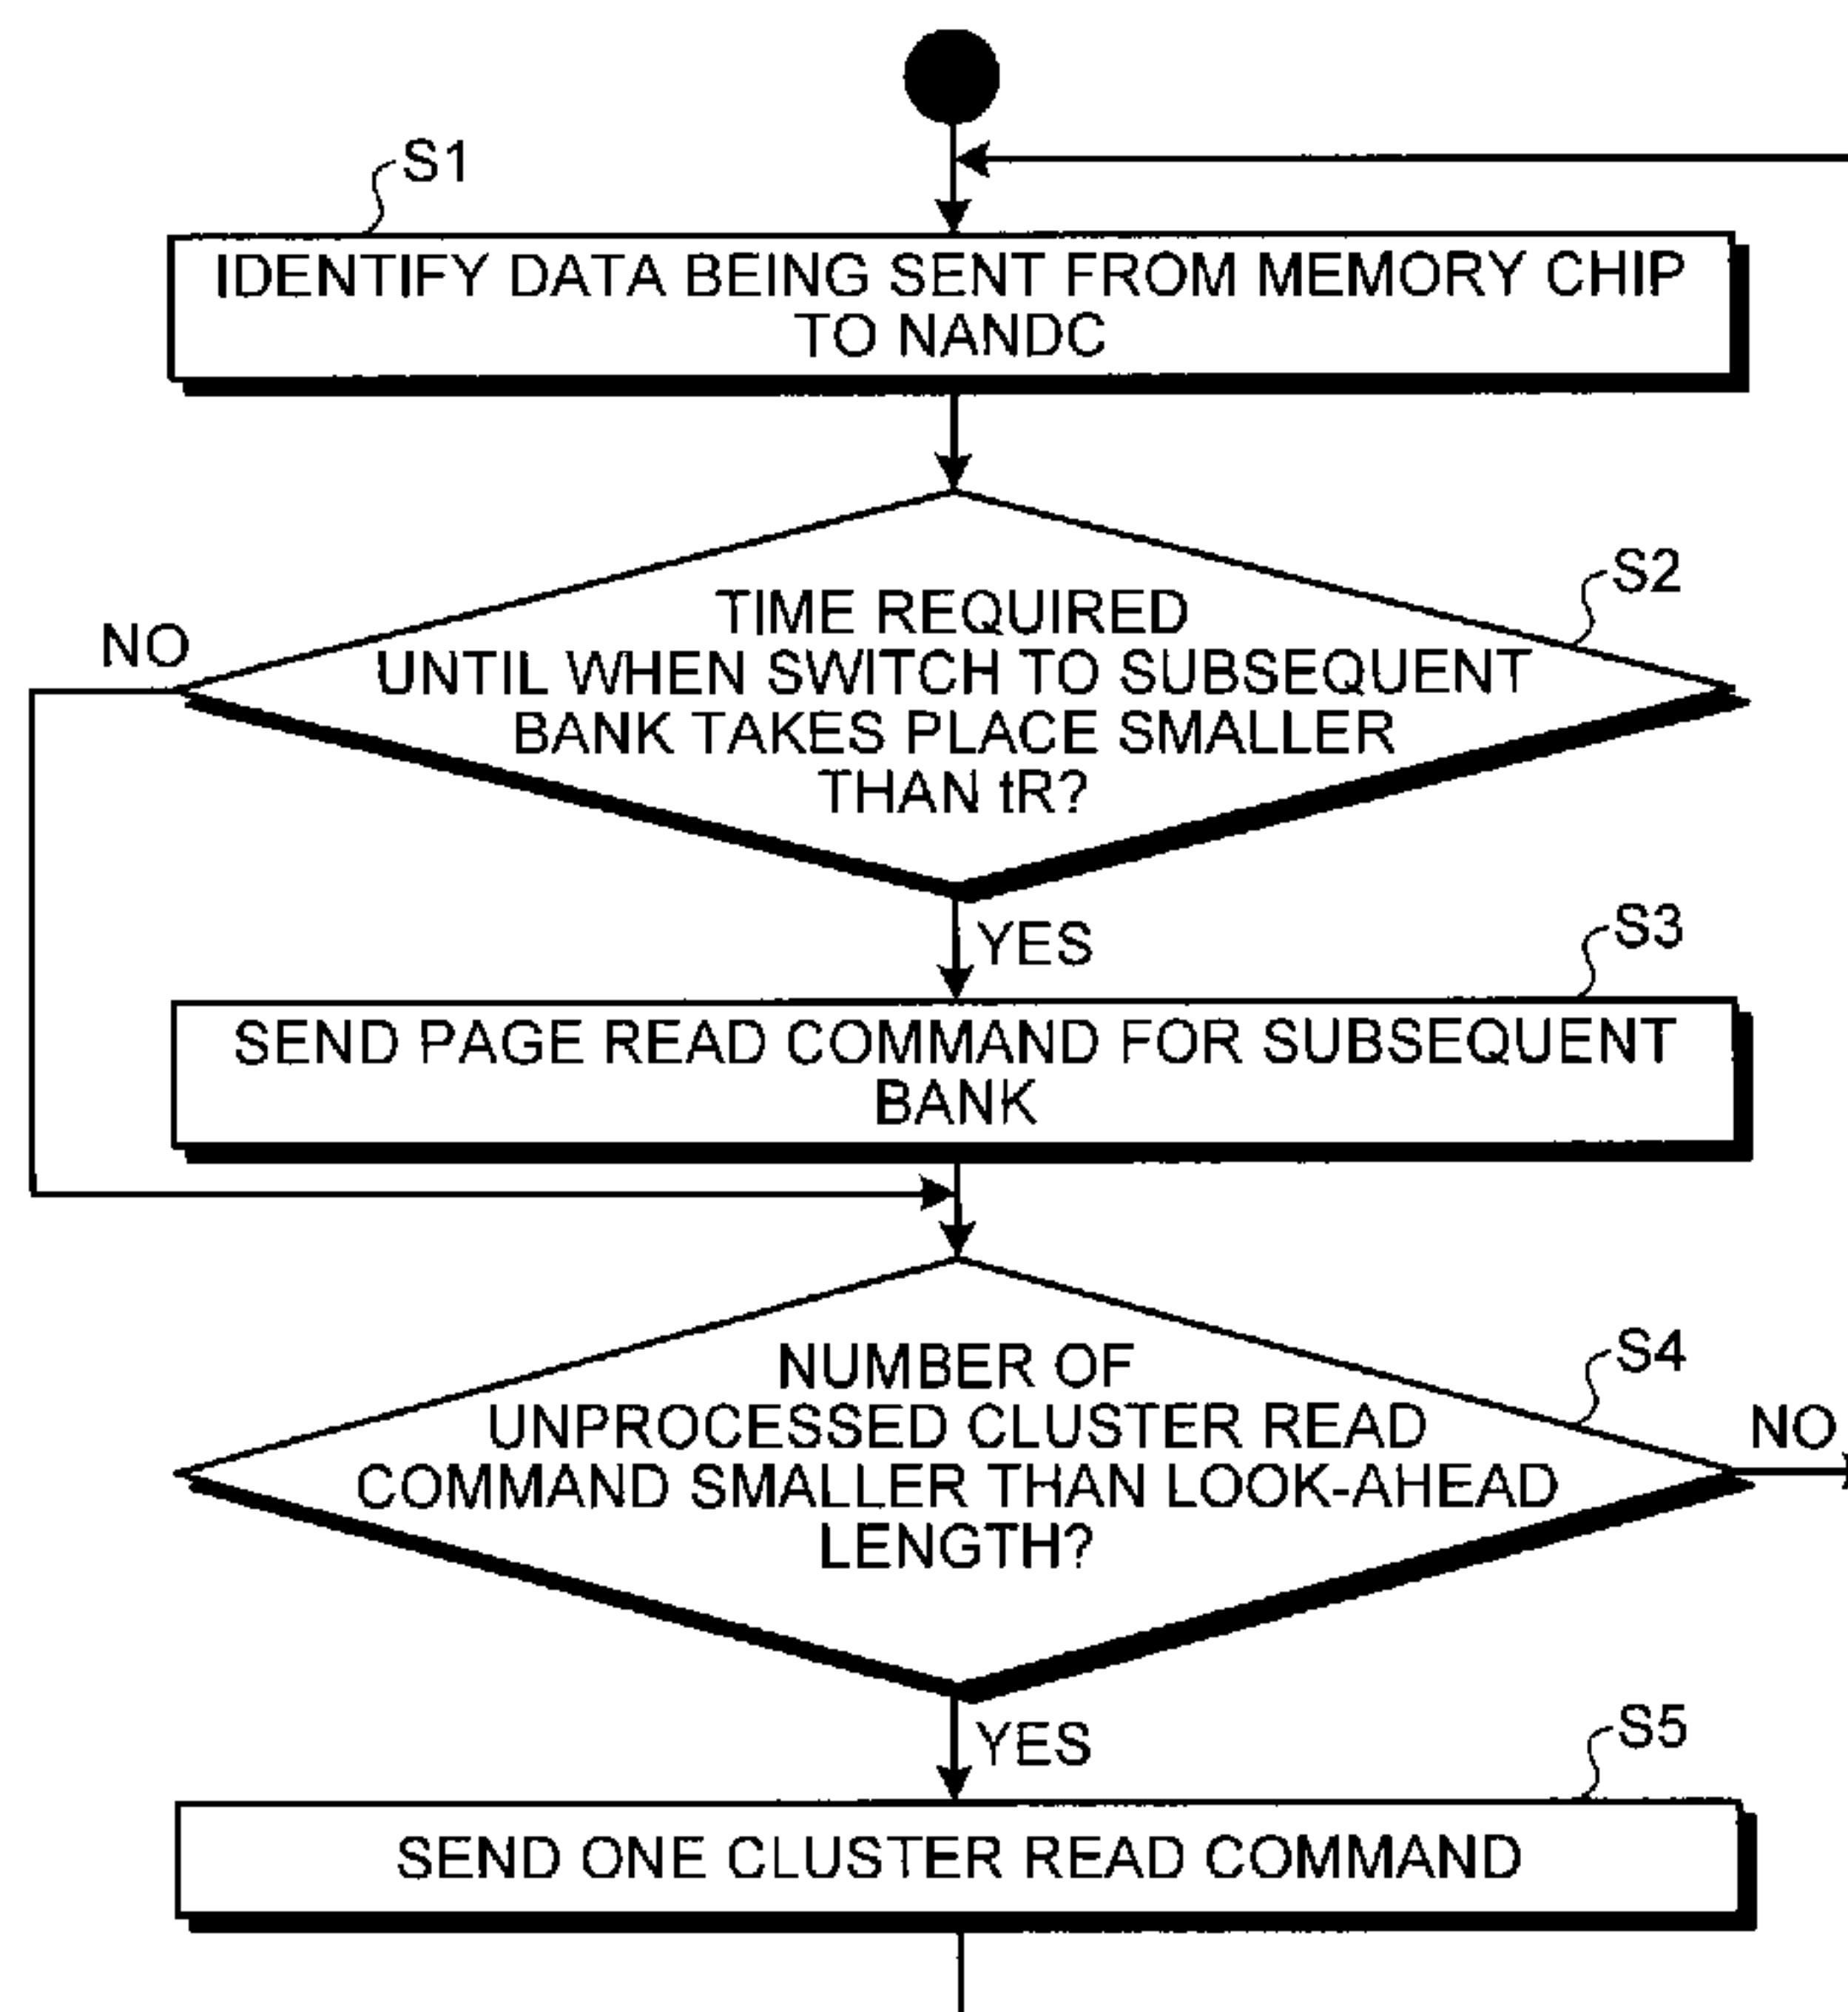 S1
IDENTIFY DATA BEING SENT FROM MEMORY CHIP
TO NANDC
S2
NO
TIME REQUIRED
UNTIL WHEN SWITCH TO SUBSEQUENT
BANK TAKES PLACE SMALLER
THAN tR?
YES
S3
SEND PAGE READ COMMAND FOR SUBSEQUENT
BANK
S4
NUMBER OF
UNPROCESSED CLUSTER READ
COMMAND SMALLER THAN LOOK-AHEAD
LENGTH?
NO
YES
S5
SEND ONE CLUSTER READ COMMAND